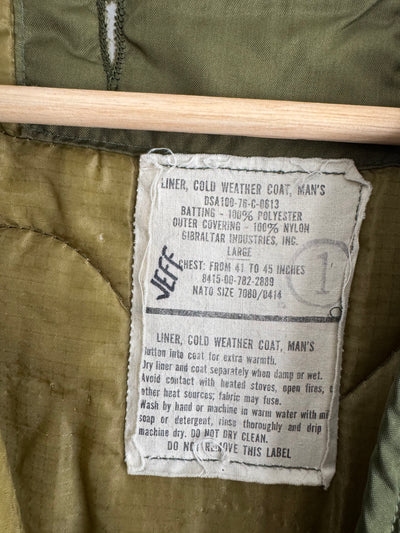 LINER, COLD WEATHER COAT, MAN'S
DSA100-76-C-0613
BATTING - 100% POLYESTER
OUTER COVERING - 100% NYLON
GIBRALTAR INDUSTRIES, INC.
LARGE
CHEST: FROM 41 TO 45 INCHES
8415-00-782-2889
NATO SIZE 7080/0414
JEFF
1
LINER, COLD WEATHER COAT, MAN'S
Button into coat for extra warmth.
Dry liner and coat separately when damp or wet.
Avoid contact with heated stoves, open fires,
other heat sources; fabric may fuse.
Wash by hand or machine in warm water with
soap or detergent, rinse thoroughly and drip
machine dry. DO NOT DRY CLEAN.
DO NOT REMOVE THIS LABEL